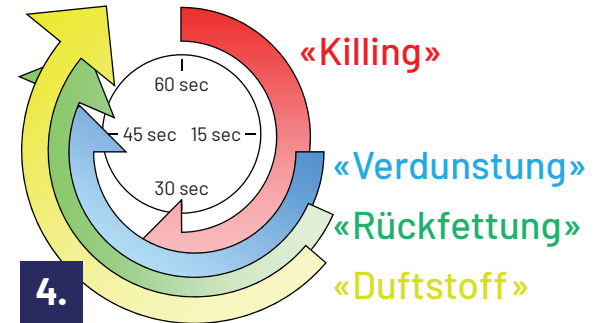 «Killing»
60 sec
45 sec 15 sec
30 sec
«Verdunstung»
«Rückfettung»
«Duftstoff»
4.